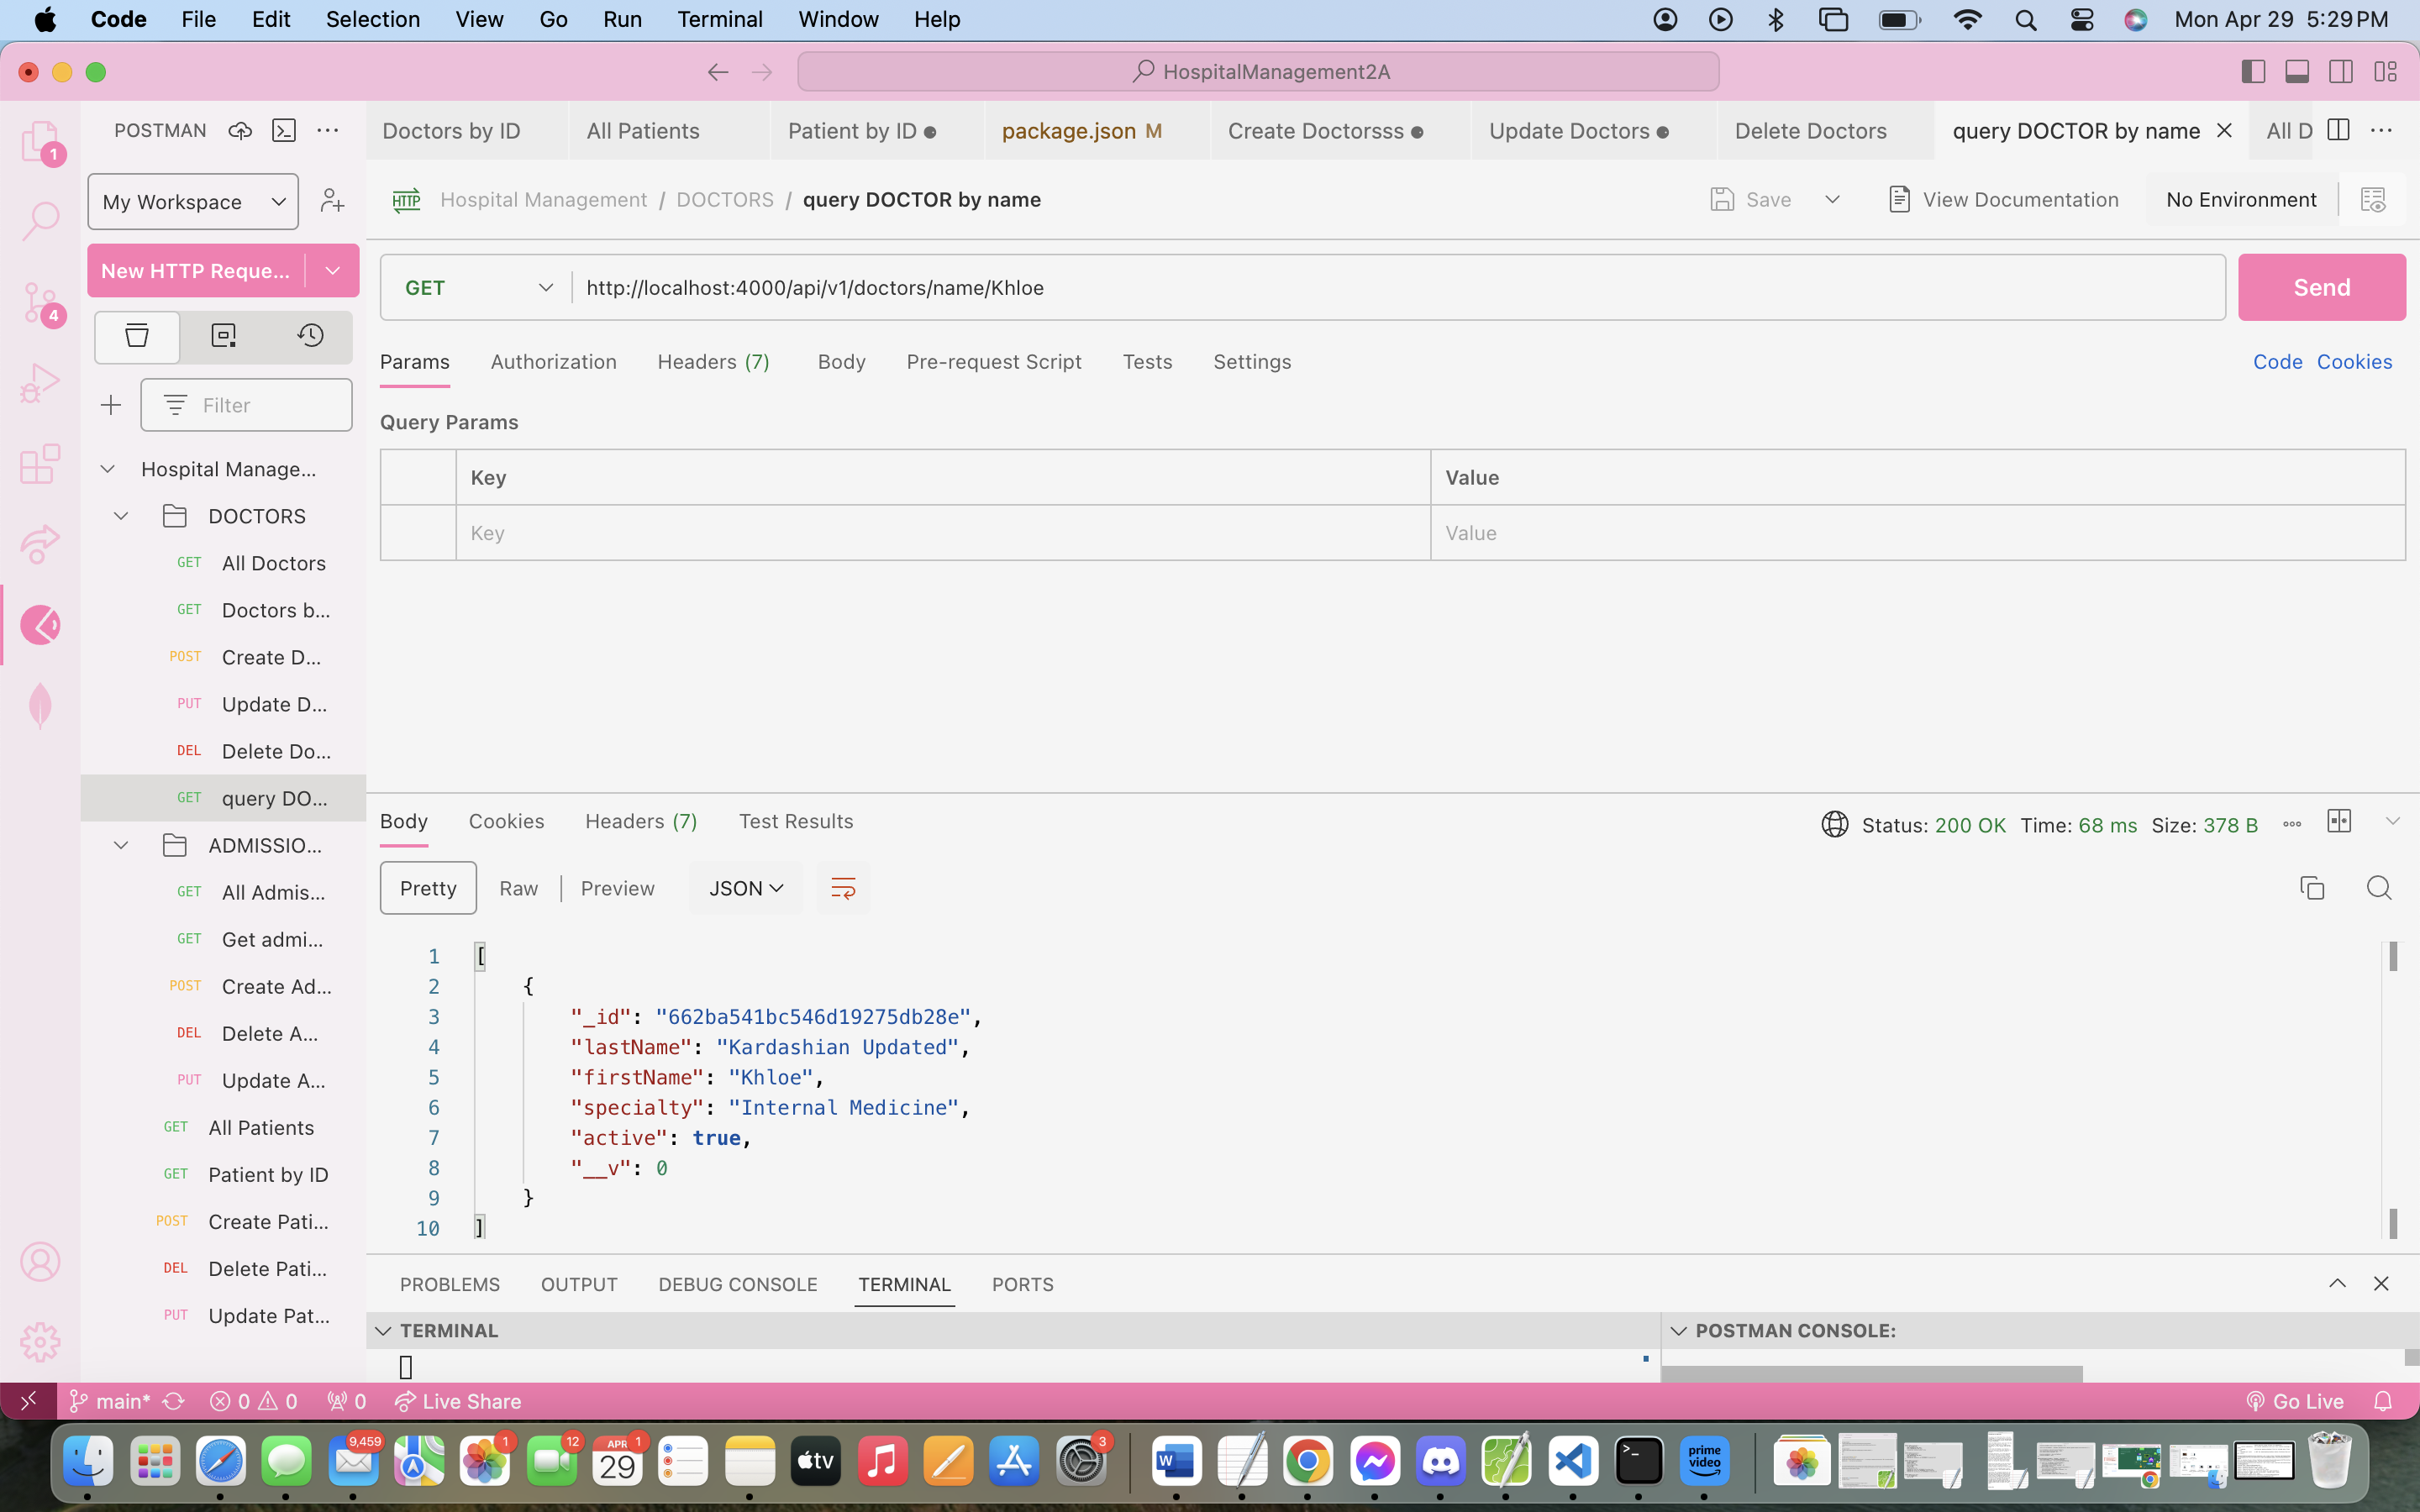 Code File Edit Selection View Go Run Terminal Window Help Mon Apr 29 5:29 PM
HospitalManagement2A
POSTMAN
Doctors by ID All Patients Patient by ID package.json M Create Doctorsss Update Doctors Delete Doctors query DOCTOR by name All D
1
My Workspace
HTTP Hospital Management / DOCTORS / query DOCTOR by name Save View Documentation No Environment
New HTTP Reque...
GET http://localhost:4000/api/v1/doctors/name/Khloe Send
4
Params Authorization Headers (7) Body Pre-request Script Tests Settings Code Cookies
Filter
Query Params
Key Value
Key Value
Hospital Manage...
DOCTORS
GET All Doctors
GET Doctors b...
POST Create D...
PUT Update D...
DEL Delete Do...
GET query DO...
ADMISSIO...
GET All Admis...
GET Get admi...
POST Create Ad...
DEL Delete A...
PUT Update A...
GET All Patients
GET Patient by ID
POST Create Pati...
DEL Delete Pati...
PUT Update Pat...
Body Cookies Headers (7) Test Results Status: 200 OK Time: 68 ms Size: 378 B
Pretty Raw Preview JSON
1 [
2 {
3 "_id": "662ba541bc546d19275db28e",
4 "lastName": "Kardashian Updated",
5 "firstName": "Khloe",
6 "specialty": "Internal Medicine",
7 "active": true,
8 "__v": 0
9 }
10 ]
PROBLEMS OUTPUT DEBUG CONSOLE TERMINAL PORTS
TERMINAL POSTMAN CONSOLE:
main* 0 0 0 Live Share Go Live
9,459 1 12 APR 1 29 tv 3 W >_ prime video